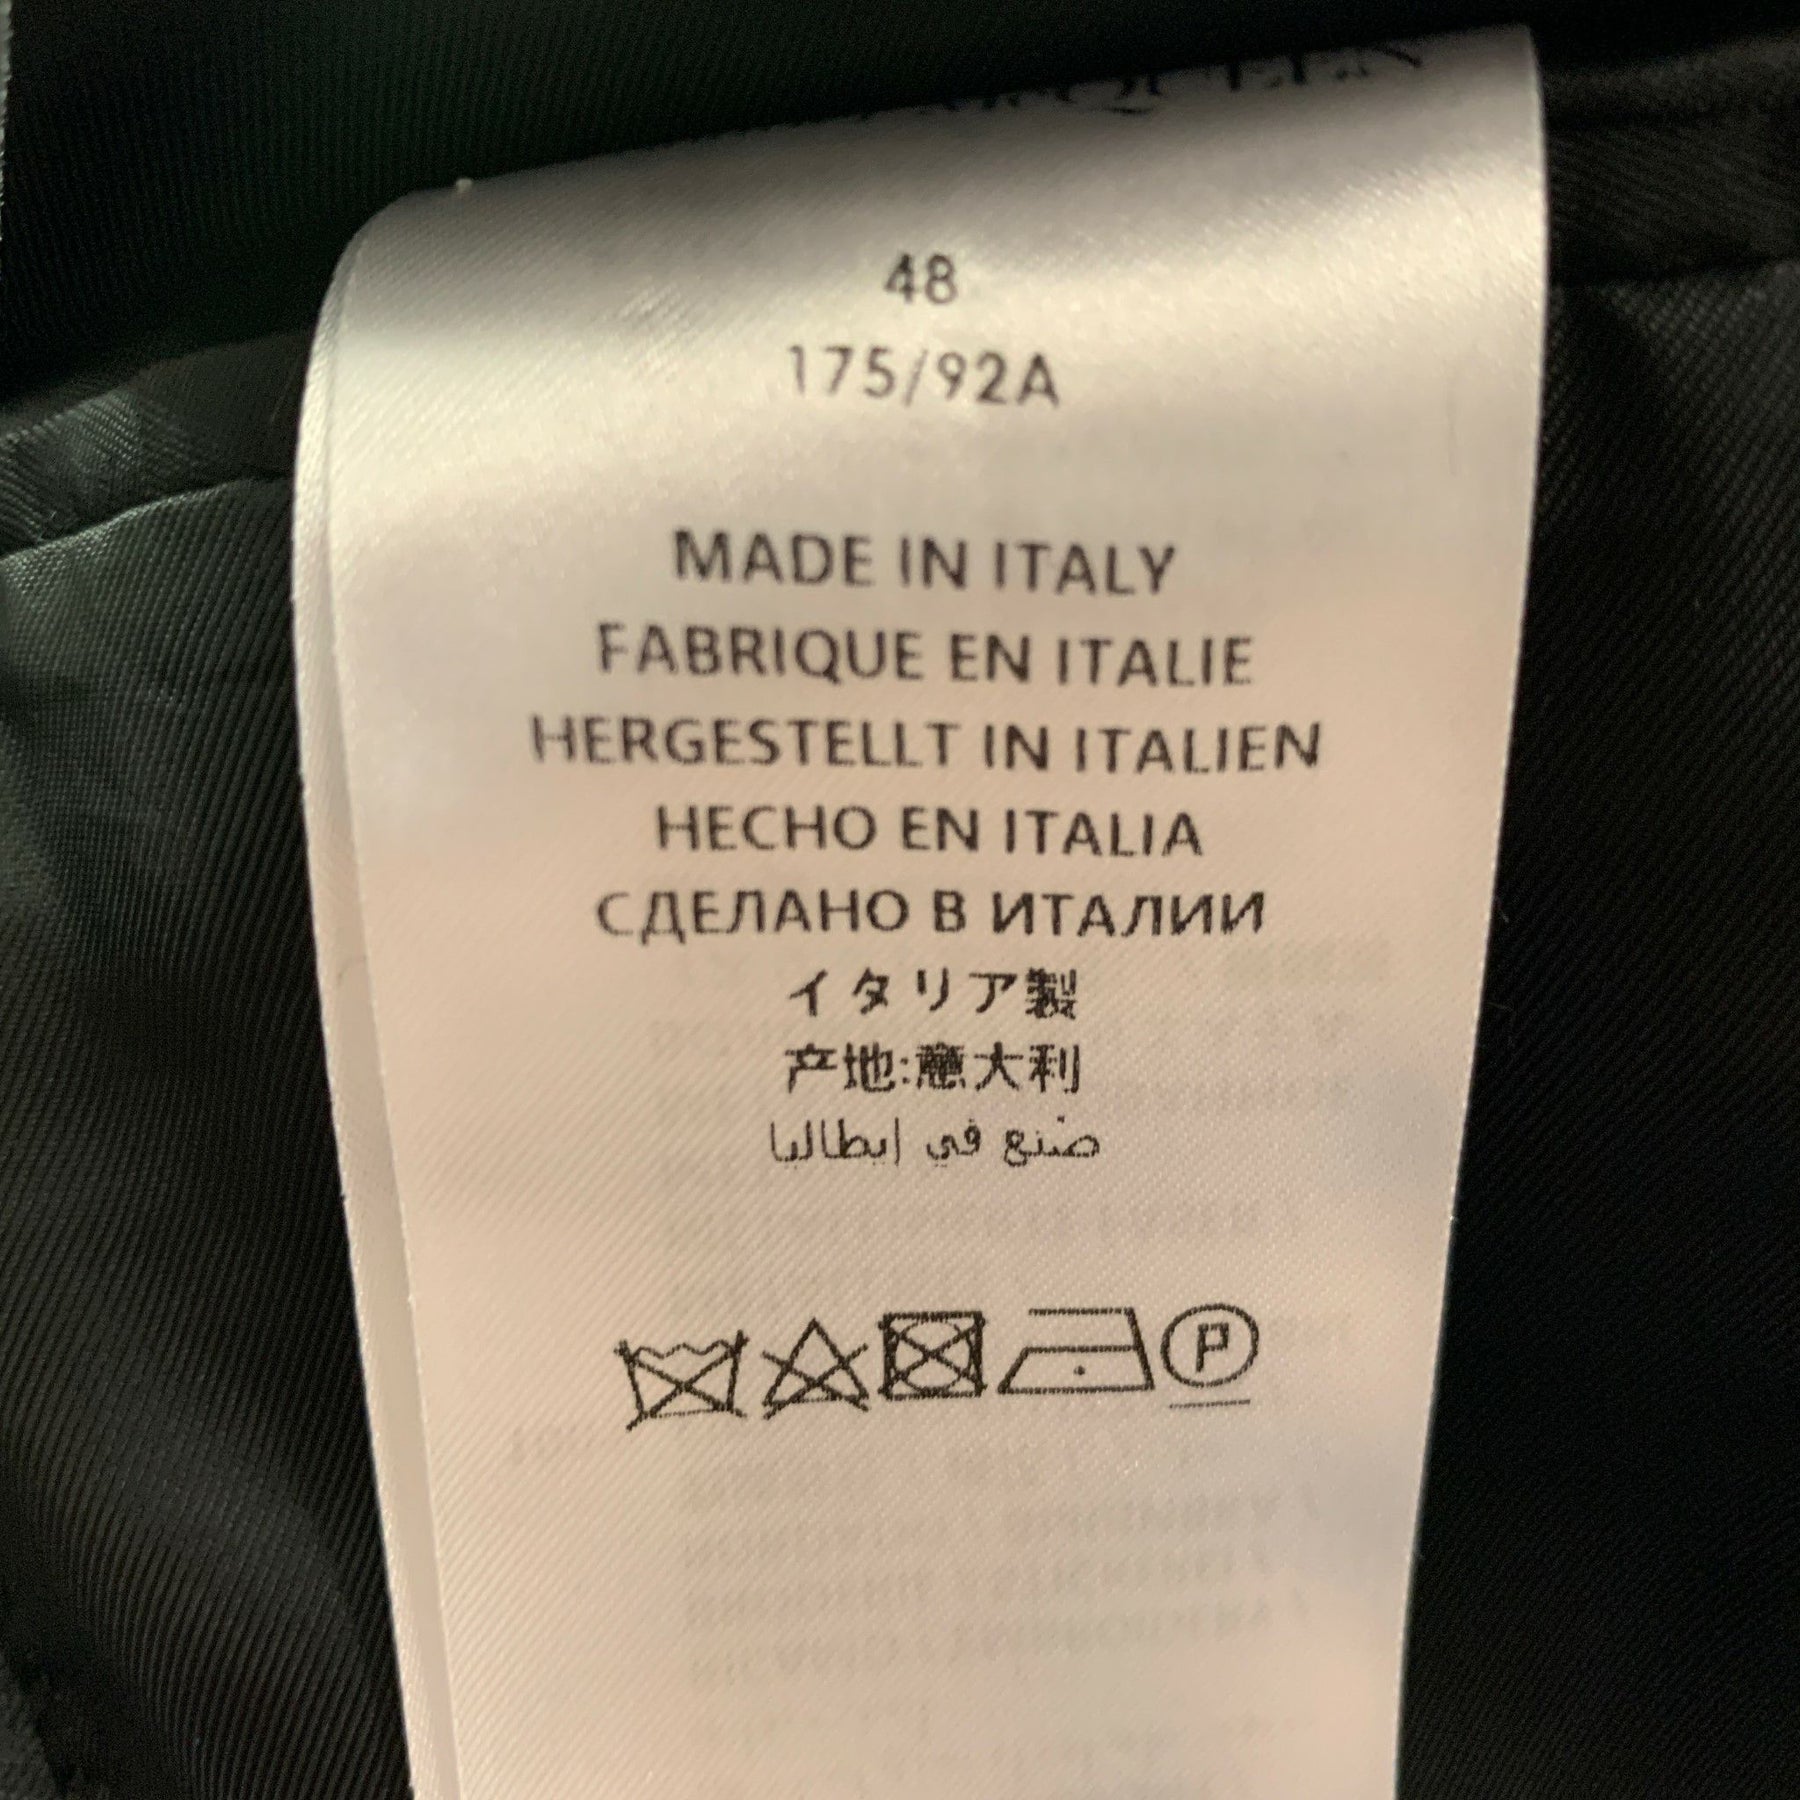 48
175/92A
MADE IN ITALY
FABRIQUE EN ITALIE
HERGESTELLT IN ITALIEN
HECHO EN ITALIA
СДЕЛАНО В ИТАЛИИ
イタリア製
产地:意大利
صنع في إيطاليا
P